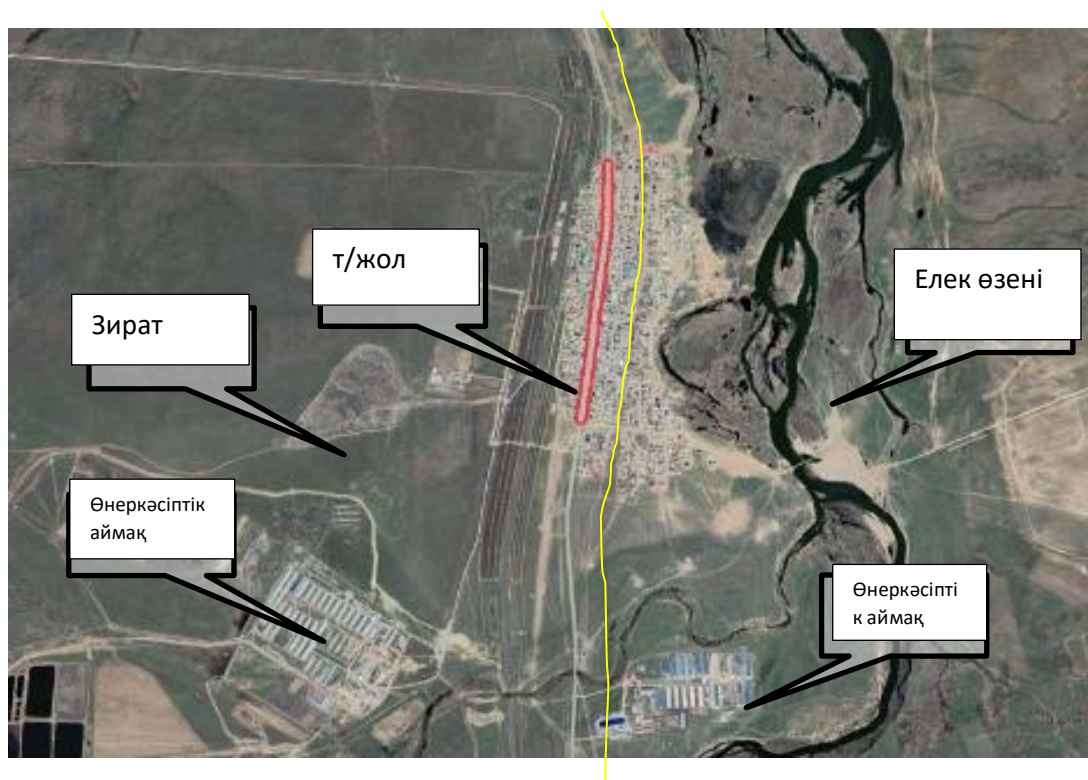 т/жол
Елек өзені
Зират
Өнеркәсіптік
аймақ
Өнеркәсіпті
к аймақ